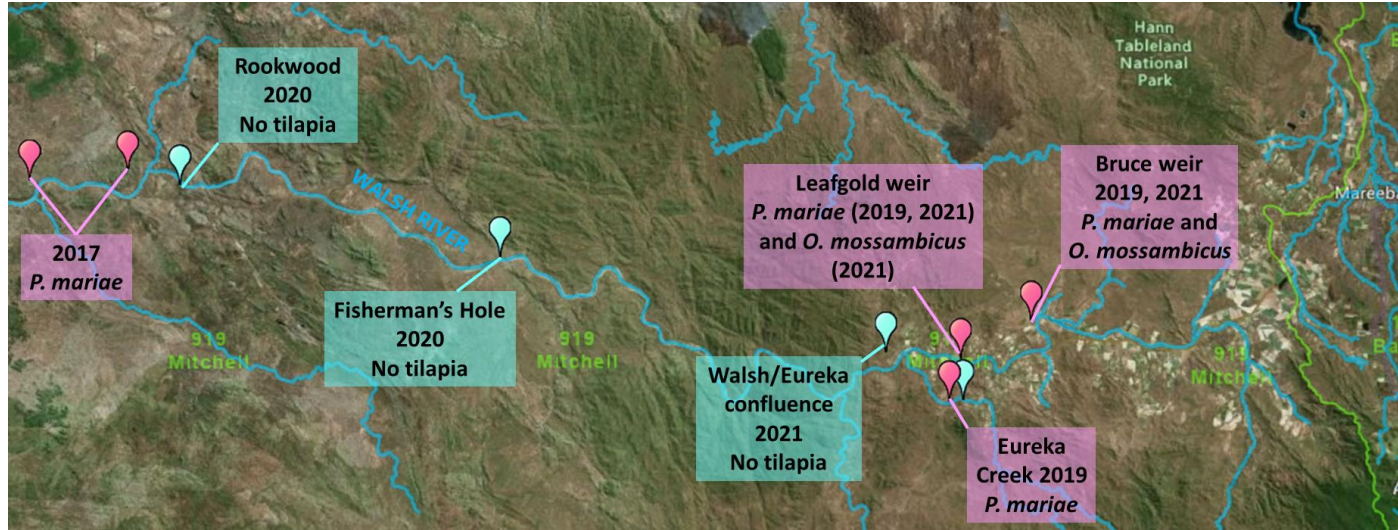 Hann
Tableland
National
Park
Rookwood
2020
No tilapia
2017
P. mariae
WALSH RIVER
Fisherman’s Hole
2020
No tilapia
919
Mitchell
919
Mitchell
Leafgold weir
P. mariae (2019, 2021)
and O. mossambicus
(2021)
Bruce weir
2019, 2021
P. mariae and
O. mossambicus
Mareeba
Walsh/Eureka
confluence
2021
No tilapia
Mitchell
Eureka
Creek 2019
P. mariae